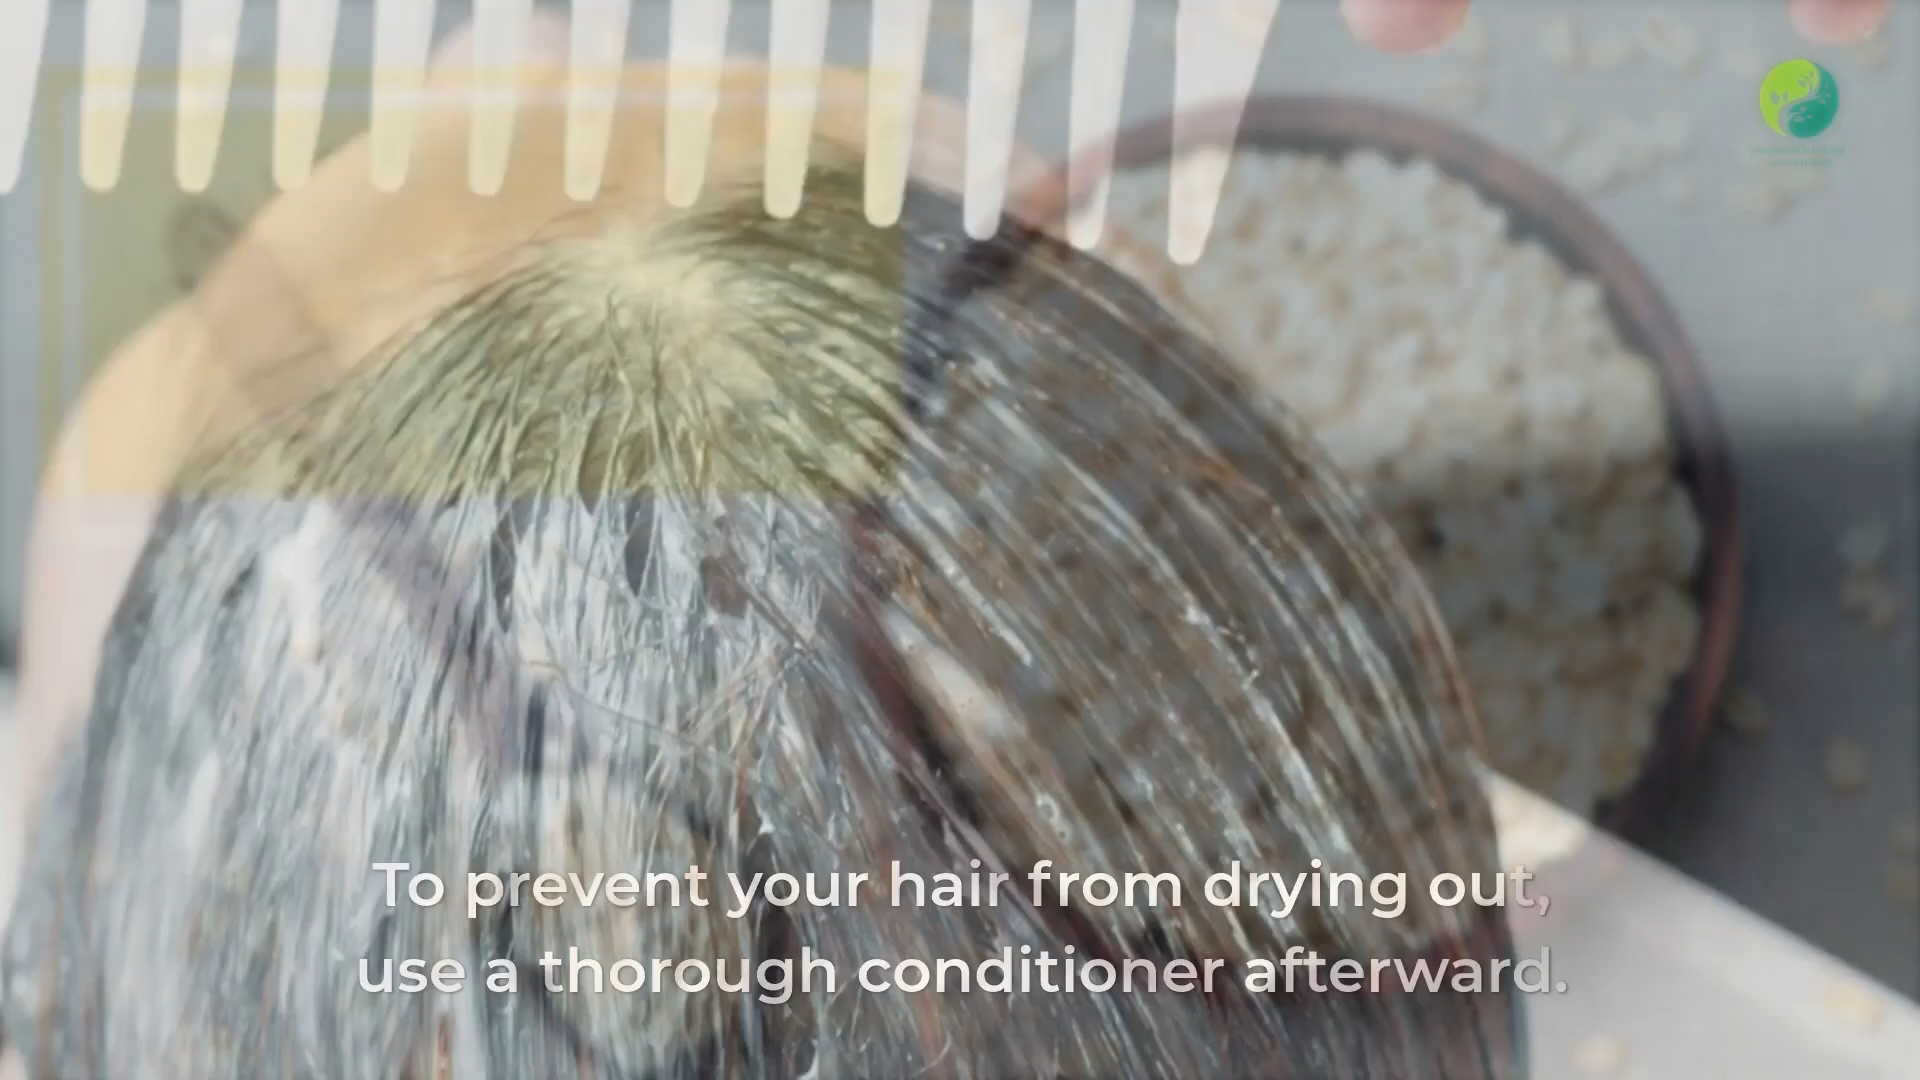 To prevent your hair from drying out,
use a thorough conditioner afterward.